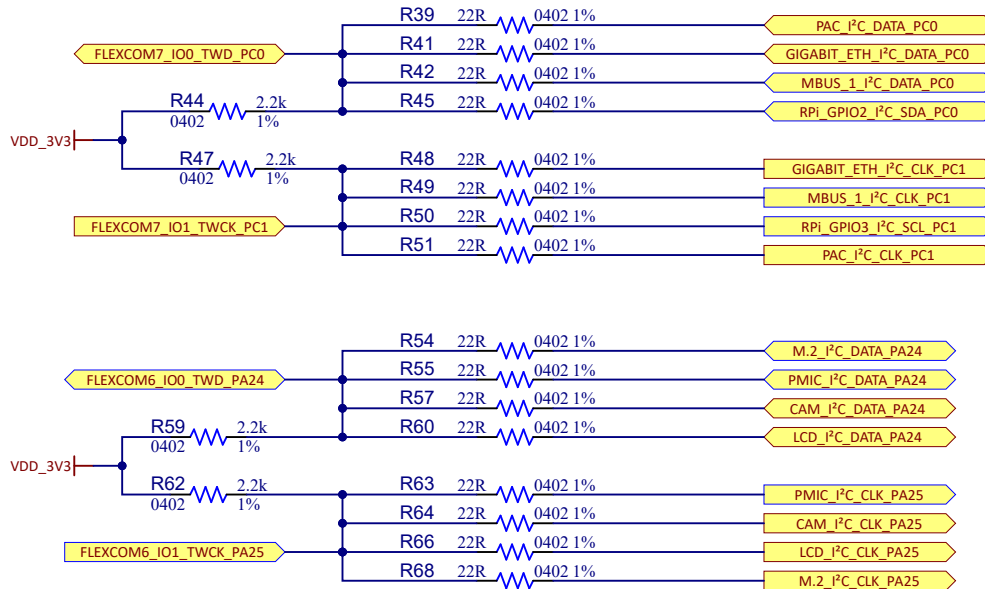 R39 22R 0402 1% PAC_I²C_DATA_PC0
FLEXCOM7_IO0_TWD_PC0 R41 22R 0402 1% GIGABIT_ETH_I²C_DATA_PC0
R42 22R 0402 1% MBUS_1_I²C_DATA_PC0
R44 2.2k R45 22R 0402 1% RPi_GPIO2_I²C_SDA_PC0
0402 1%
VDD_3V3
R47 2.2k R48 22R 0402 1% GIGABIT_ETH_I²C_CLK_PC1
0402 1%
R49 22R 0402 1% MBUS_1_I²C_CLK_PC1
FLEXCOM7_IO1_TWCK_PC1 R50 22R 0402 1% RPi_GPIO3_I²C_SCL_PC1
R51 22R 0402 1% PAC_I²C_CLK_PC1
R54 22R 0402 1% M.2_I²C_DATA_PA24
FLEXCOM6_IO0_TWD_PA24 R55 22R 0402 1% PMIC_I²C_DATA_PA24
R57 22R 0402 1% CAM_I²C_DATA_PA24
R59 2.2k R60 22R 0402 1% LCD_I²C_DATA_PA24
0402 1%
VDD_3V3
R62 2.2k R63 22R 0402 1% PMIC_I²C_CLK_PA25
0402 1%
R64 22R 0402 1% CAM_I²C_CLK_PA25
FLEXCOM6_IO1_TWCK_PA25 R66 22R 0402 1% LCD_I²C_CLK_PA25
R68 22R 0402 1% M.2_I²C_CLK_PA25